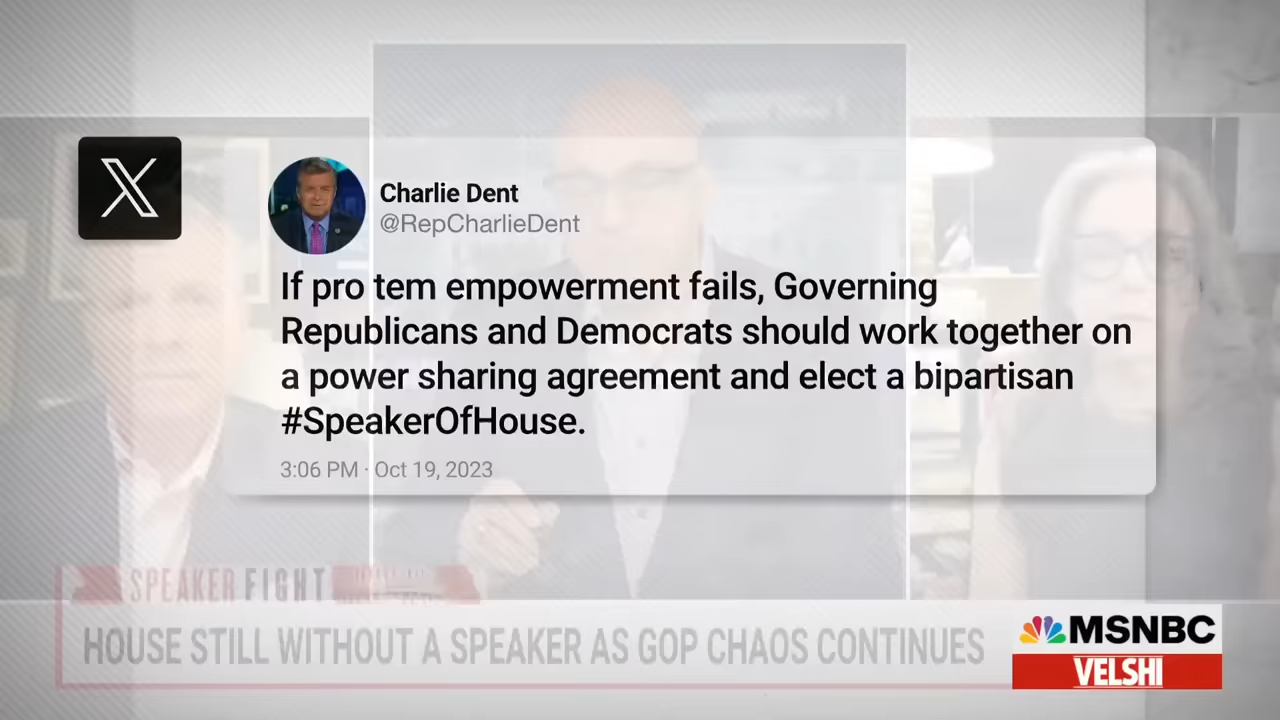 X
Charlie Dent
@RepCharlieDent
If pro tem empowerment fails, Governing
Republicans and Democrats should work together on
a power sharing agreement and elect a bipartisan
#SpeakerOfHouse.
3:06 PM · Oct 19, 2023
SPEAKER FIGHT
HOUSE STILL WITHOUT A SPEAKER AS GOP CHAOS CONTINUES
MSNBC
VELSHI